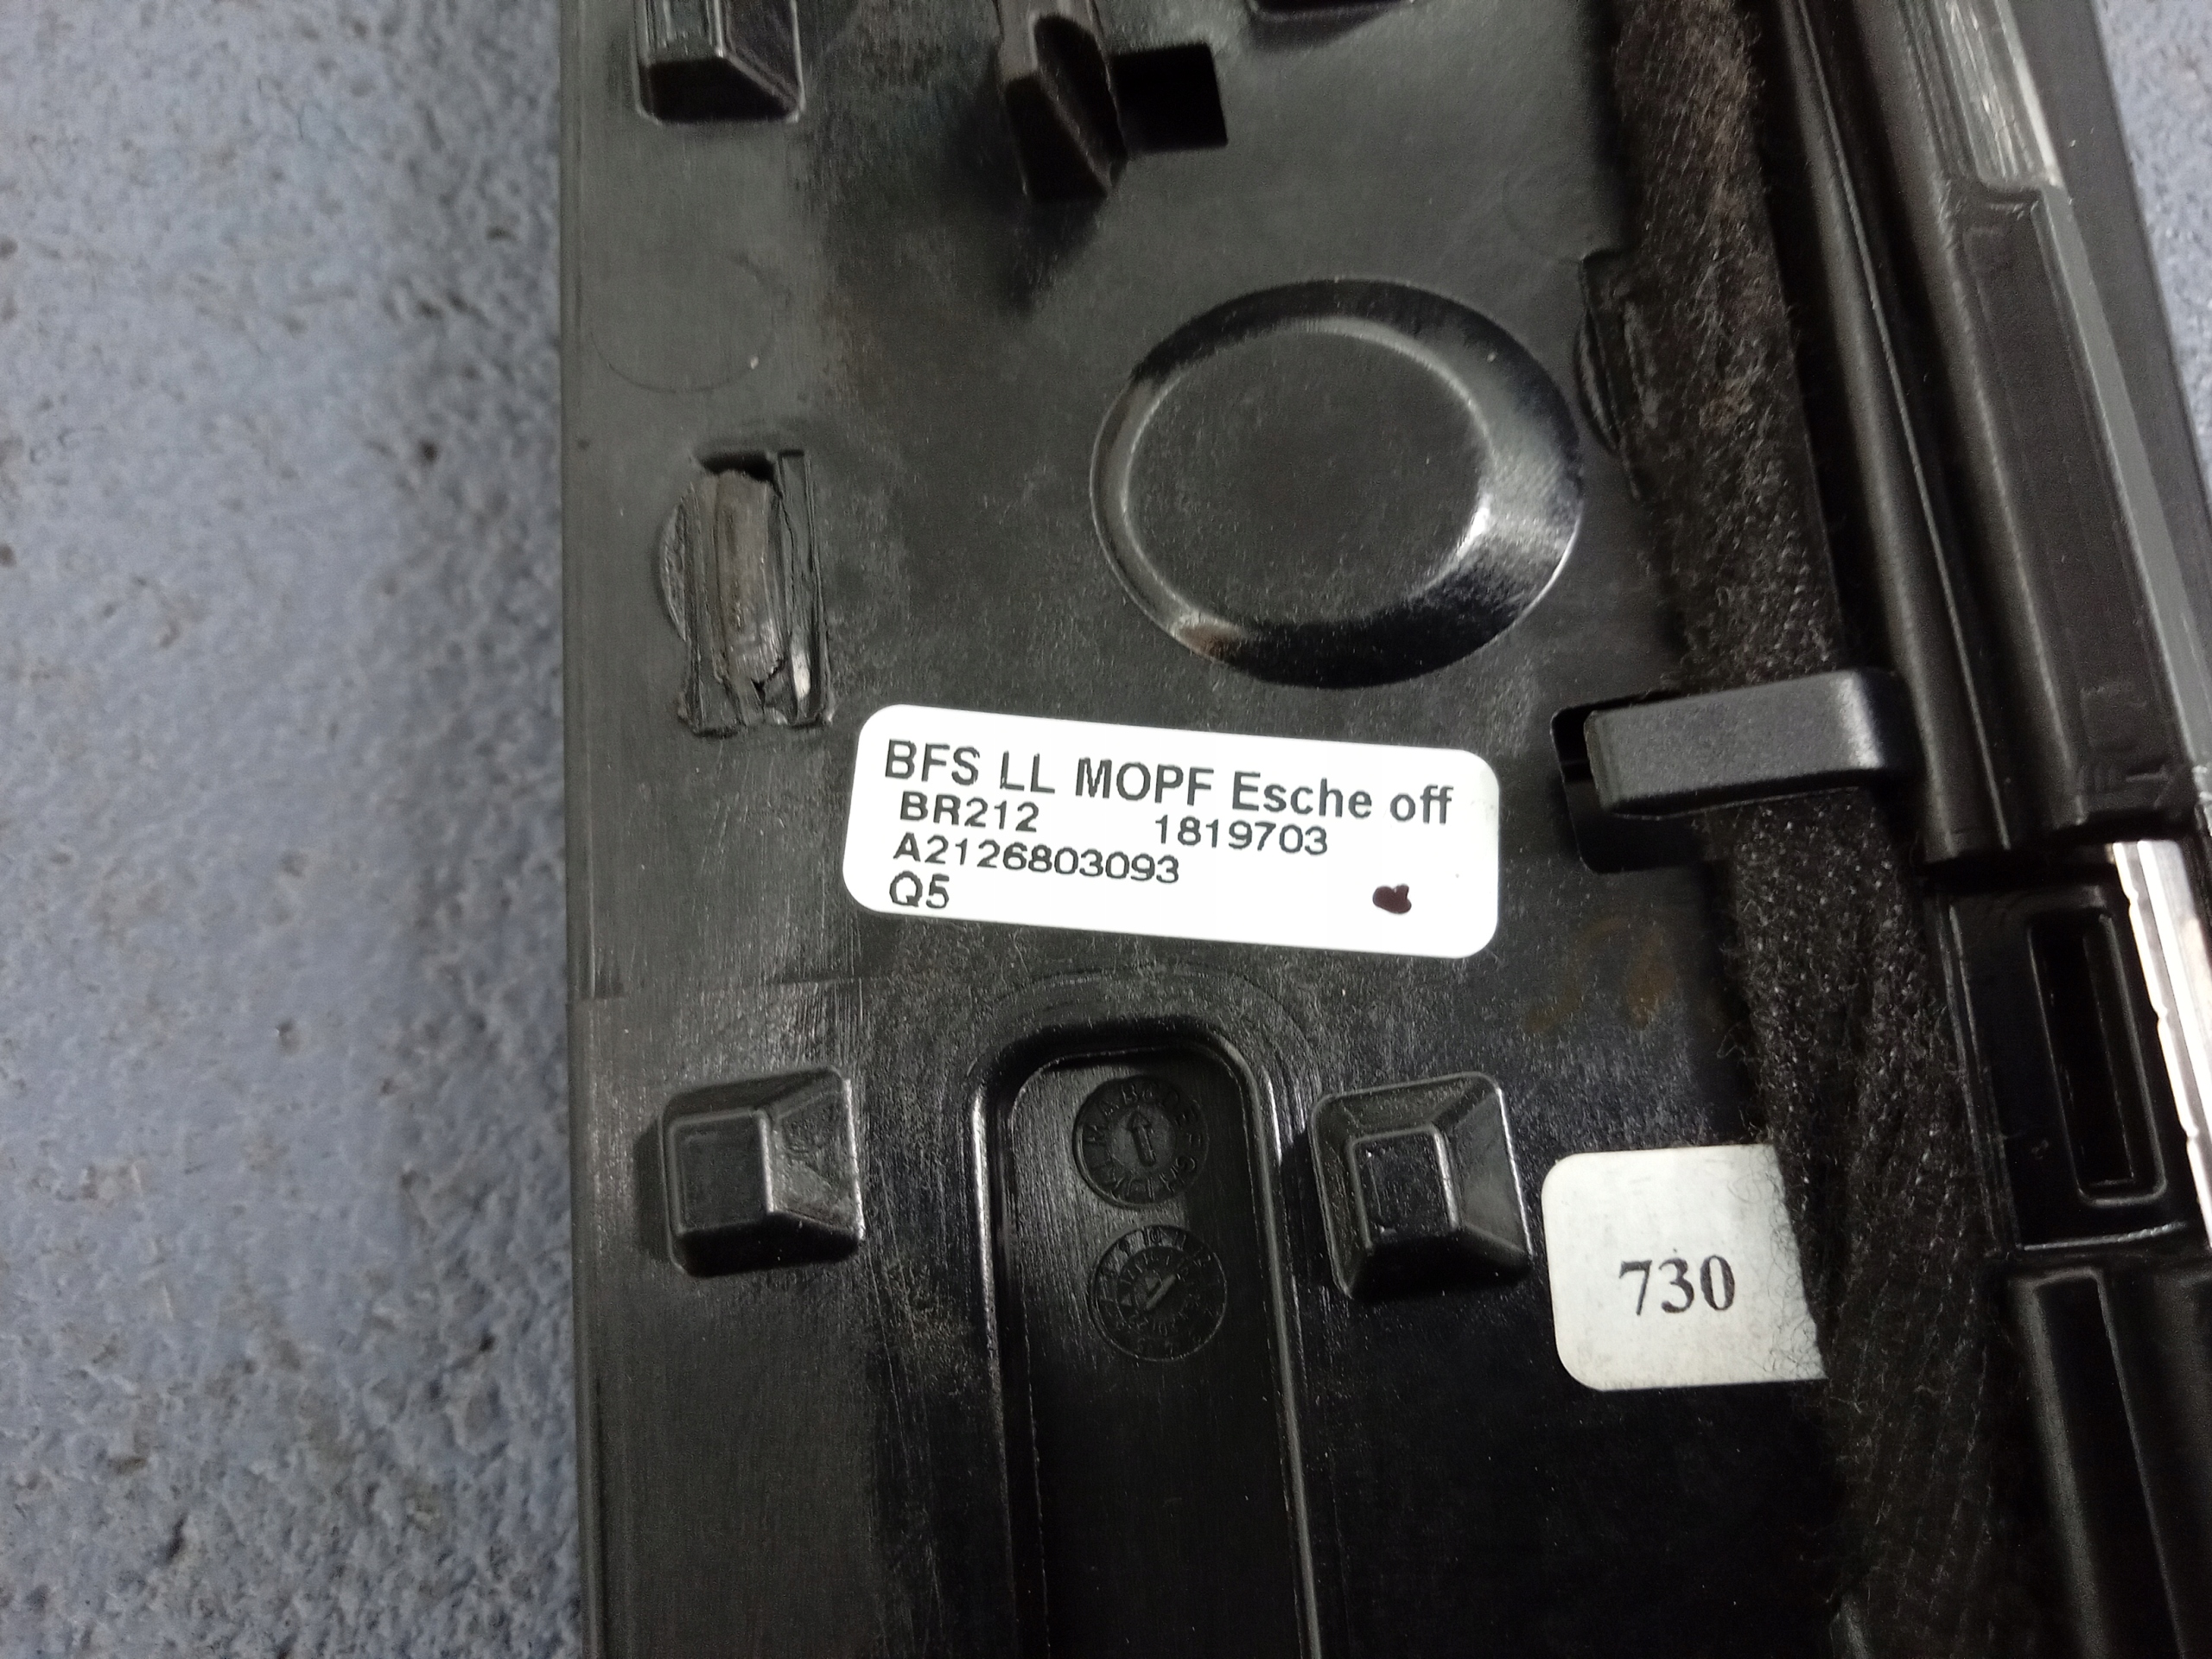 BFS LL MOPF Esche off
BR212 1819703
A2126803093
Q5
730